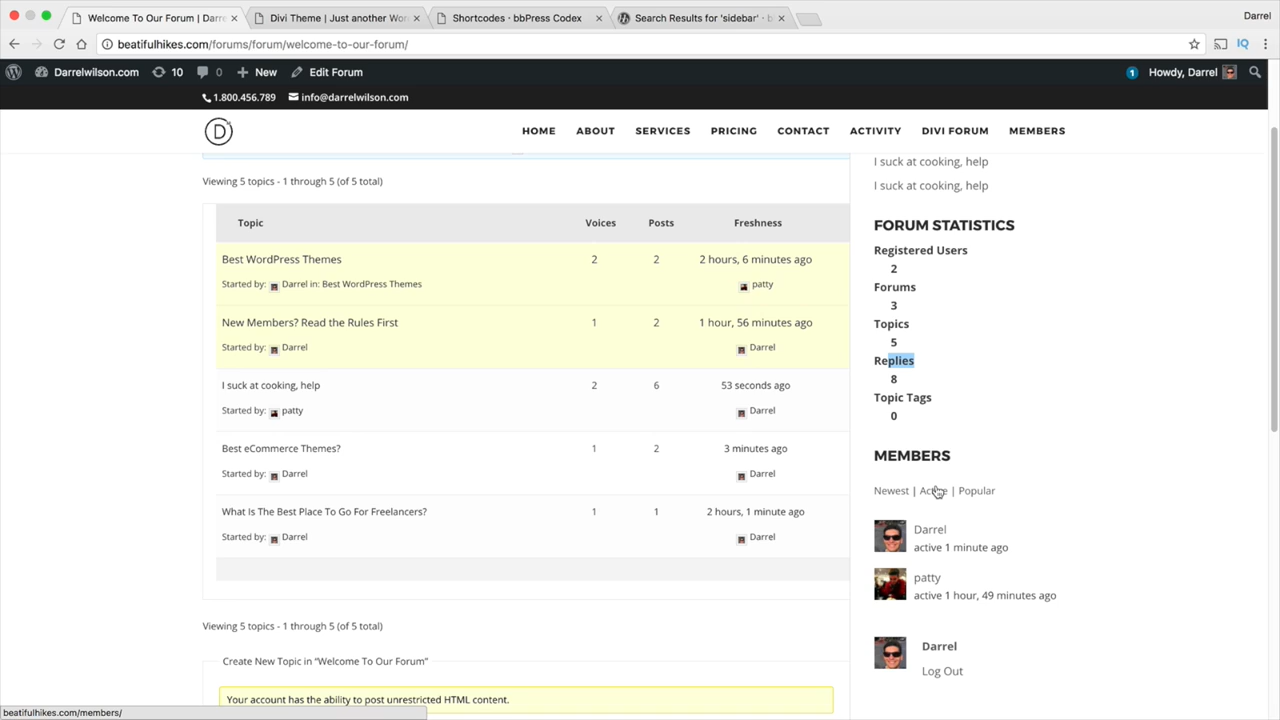 Welcome To Our Forum | Darre
Divi Theme | Just another Wor
Shortcodes · bbPress Codex
Search Results for 'sidebar' · b
Darrel
beatifulhikes.com/forums/forum/welcome-to-our-forum/
Darrelwilson.com
10
0
New
Edit Forum
1
Howdy, Darrel
1.800.456.789
info@darrelwilson.com
D
HOME
ABOUT
SERVICES
PRICING
CONTACT
ACTIVITY
DIVI FORUM
MEMBERS
Viewing 5 topics - 1 through 5 (of 5 total)
Topic Voices Posts Freshness
Best WordPress Themes 2 2 2 hours, 6 minutes ago
Started by: Darrel in: Best WordPress Themes patty
New Members? Read the Rules First 1 2 1 hour, 56 minutes ago
Started by: Darrel Darrel
I suck at cooking, help 2 6 53 seconds ago
Started by: patty Darrel
Best eCommerce Themes? 1 2 3 minutes ago
Started by: Darrel Darrel
What Is The Best Place To Go For Freelancers? 1 1 2 hours, 1 minute ago
Started by: Darrel Darrel
Viewing 5 topics - 1 through 5 (of 5 total)
Create New Topic in “Welcome To Our Forum”
Your account has the ability to post unrestricted HTML content.
I suck at cooking, help
I suck at cooking, help
FORUM STATISTICS
Registered Users
2
Forums
3
Topics
5
Replies
8
Topic Tags
0
MEMBERS
Newest | Active | Popular
Darrel
active 1 minute ago
patty
active 1 hour, 49 minutes ago
Darrel
Log Out
beatifulhikes.com/members/